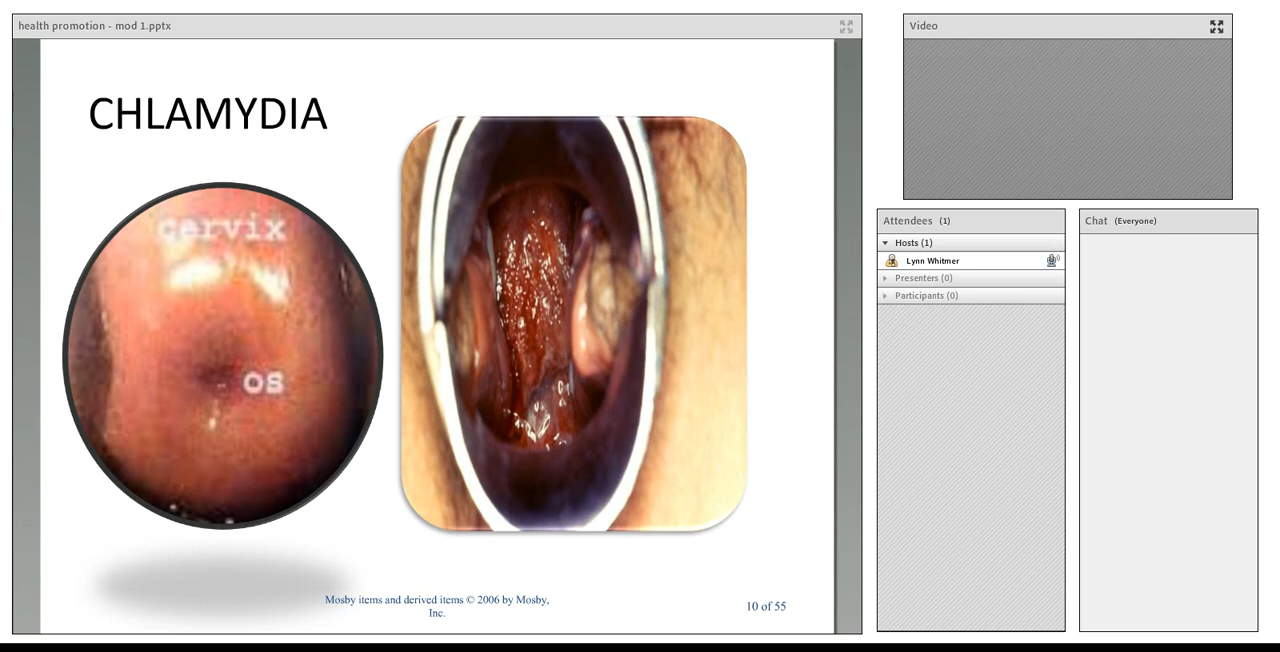 health promotion - mod 1.pptx
CHLAMYDIA
cervix
os
Mosby items and derived items © 2006 by Mosby,
Inc.
10 of 55
Video
Attendees (1)
Hosts (1)
Lynn Whitmer
Presenters (0)
Participants (0)
Chat (Everyone)